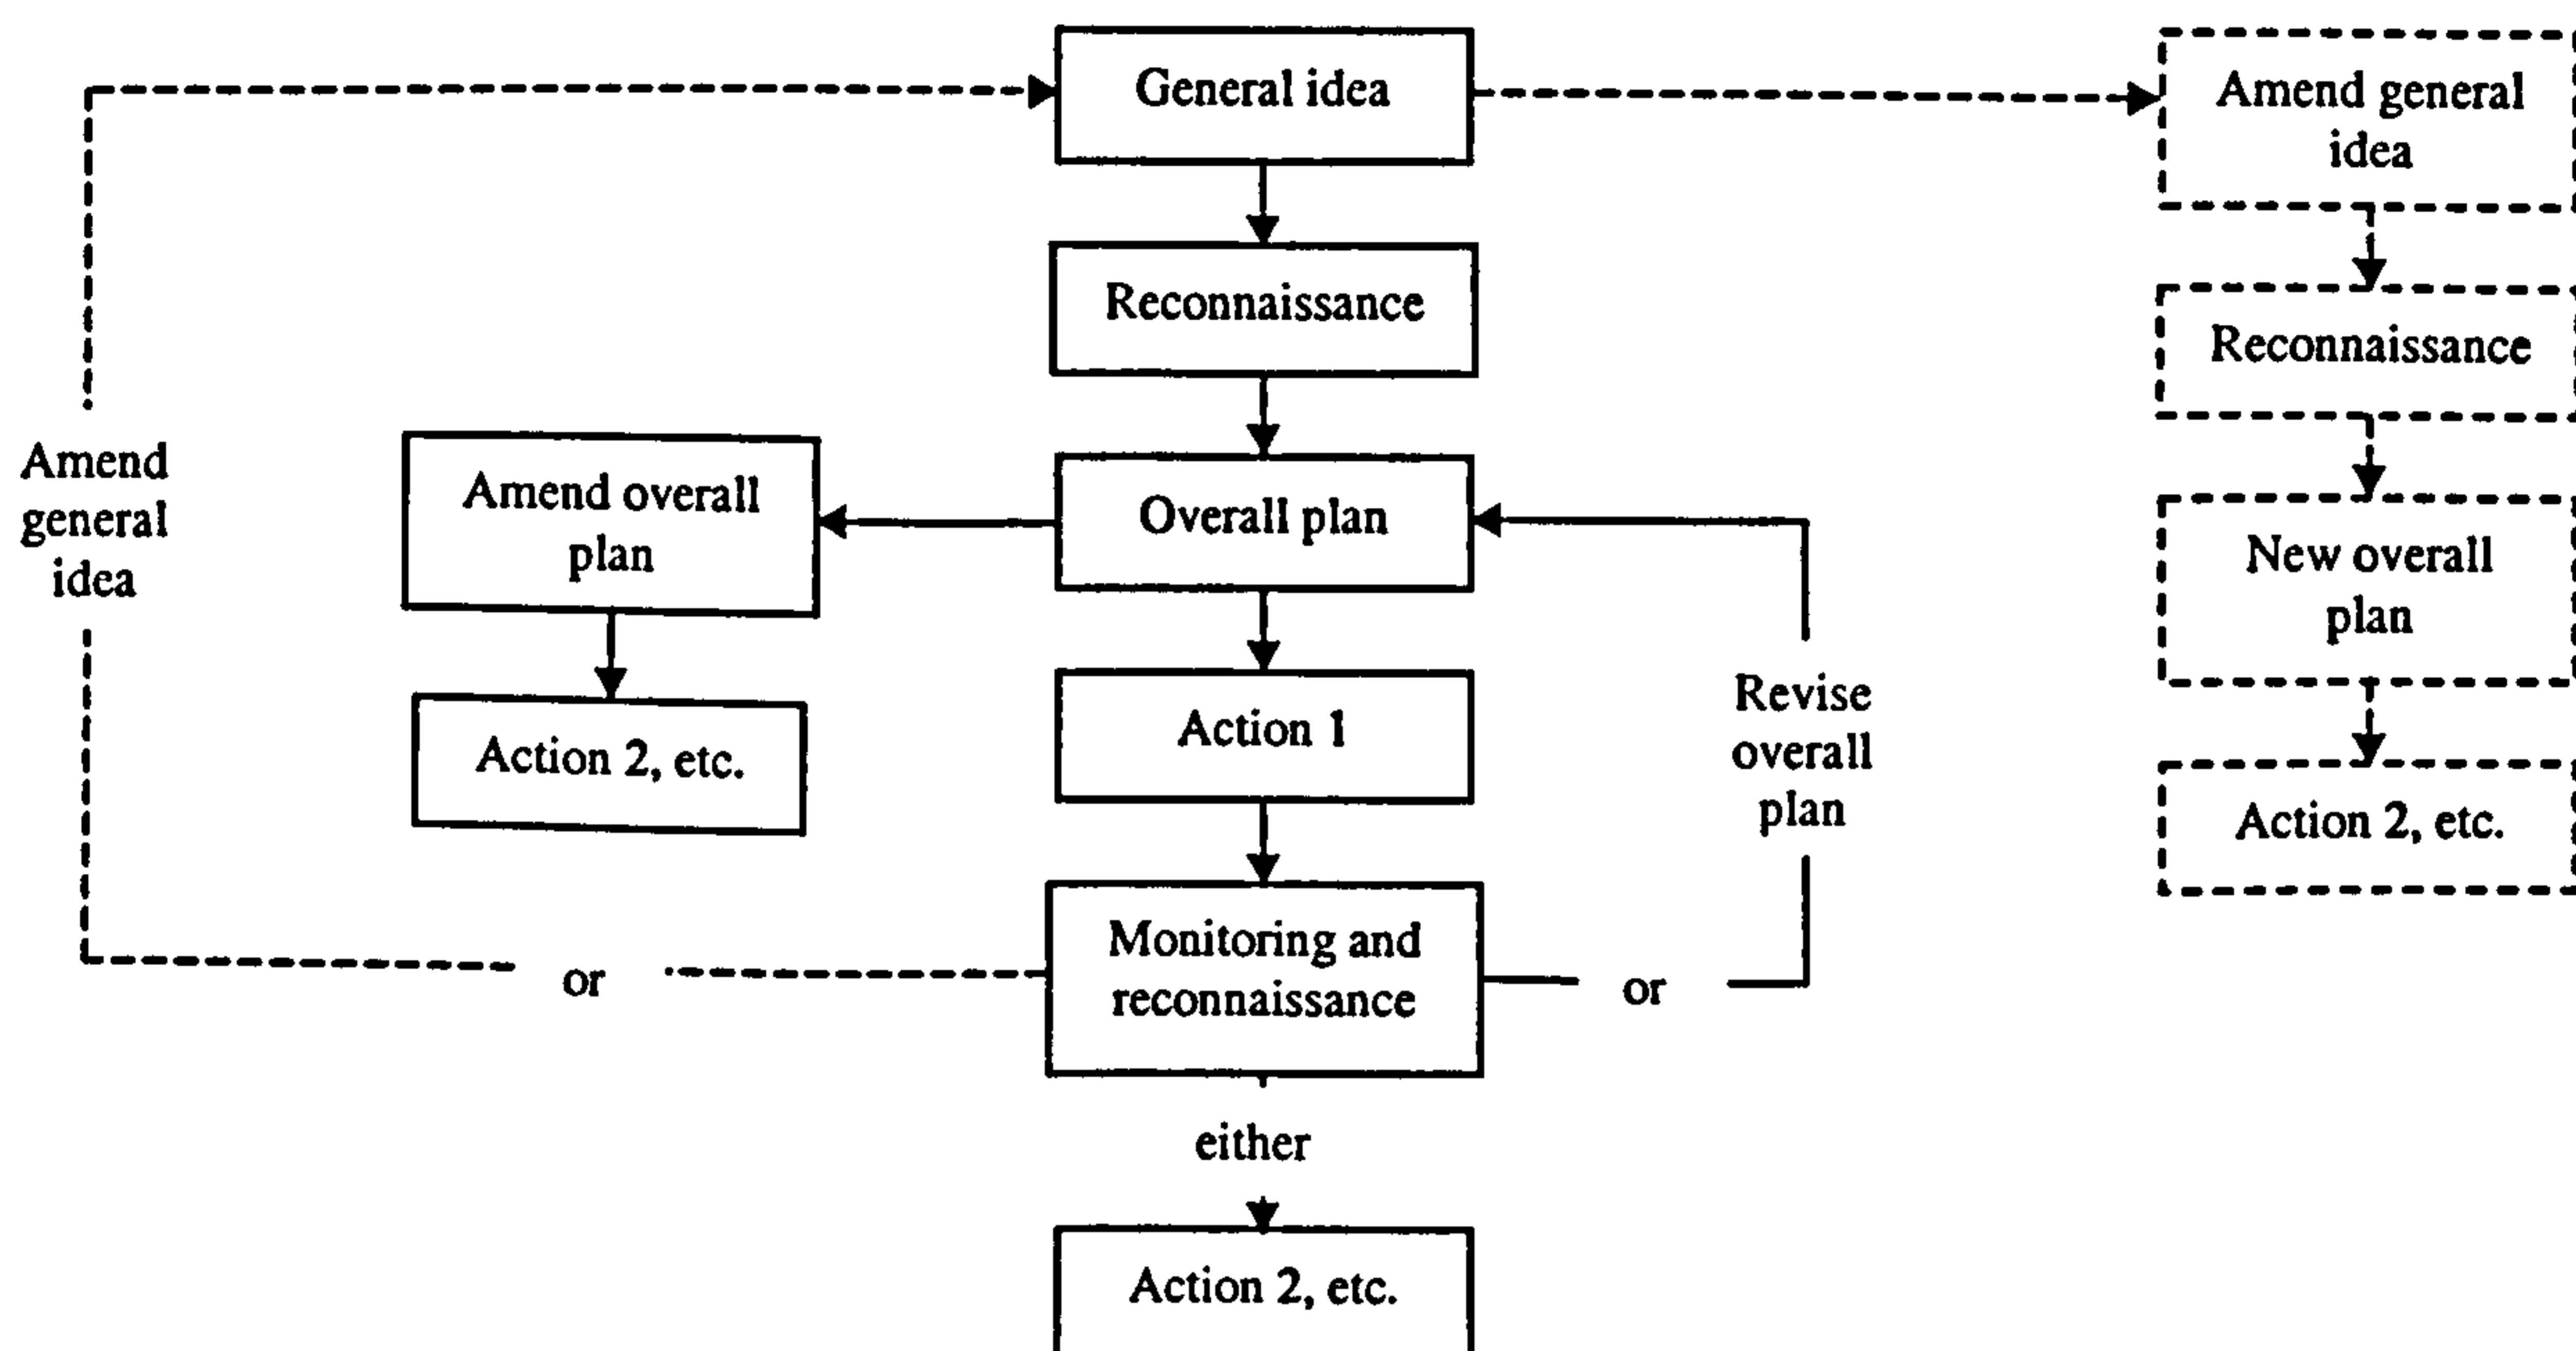 General idea
Amend general
idea
Reconnaissance
Reconnaissance
Amend
general
idea
Amend overall
plan
Overall plan
New overall
plan
Action 2, etc.
Action 1
Revise
overall
plan
Action 2, etc.
Monitoring and
reconnaissance
or
or
either
Action 2, etc.